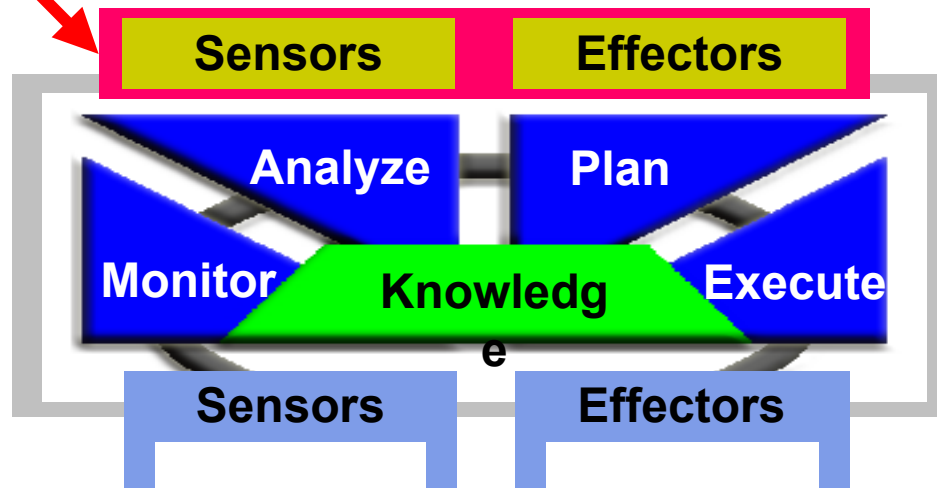 Sensors Effectors
Analyze Plan
Monitor Knowledg Execute
e
Sensors Effectors